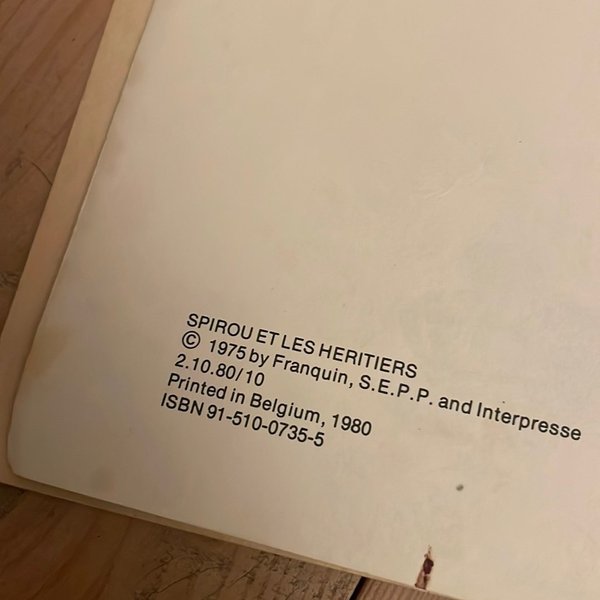 SPIROU ET LES HERITIERS
© 1975 by Franquin, S.E.P.P. and Interpresse
2.10.80/10
Printed in Belgium, 1980
ISBN 91-510-0735-5